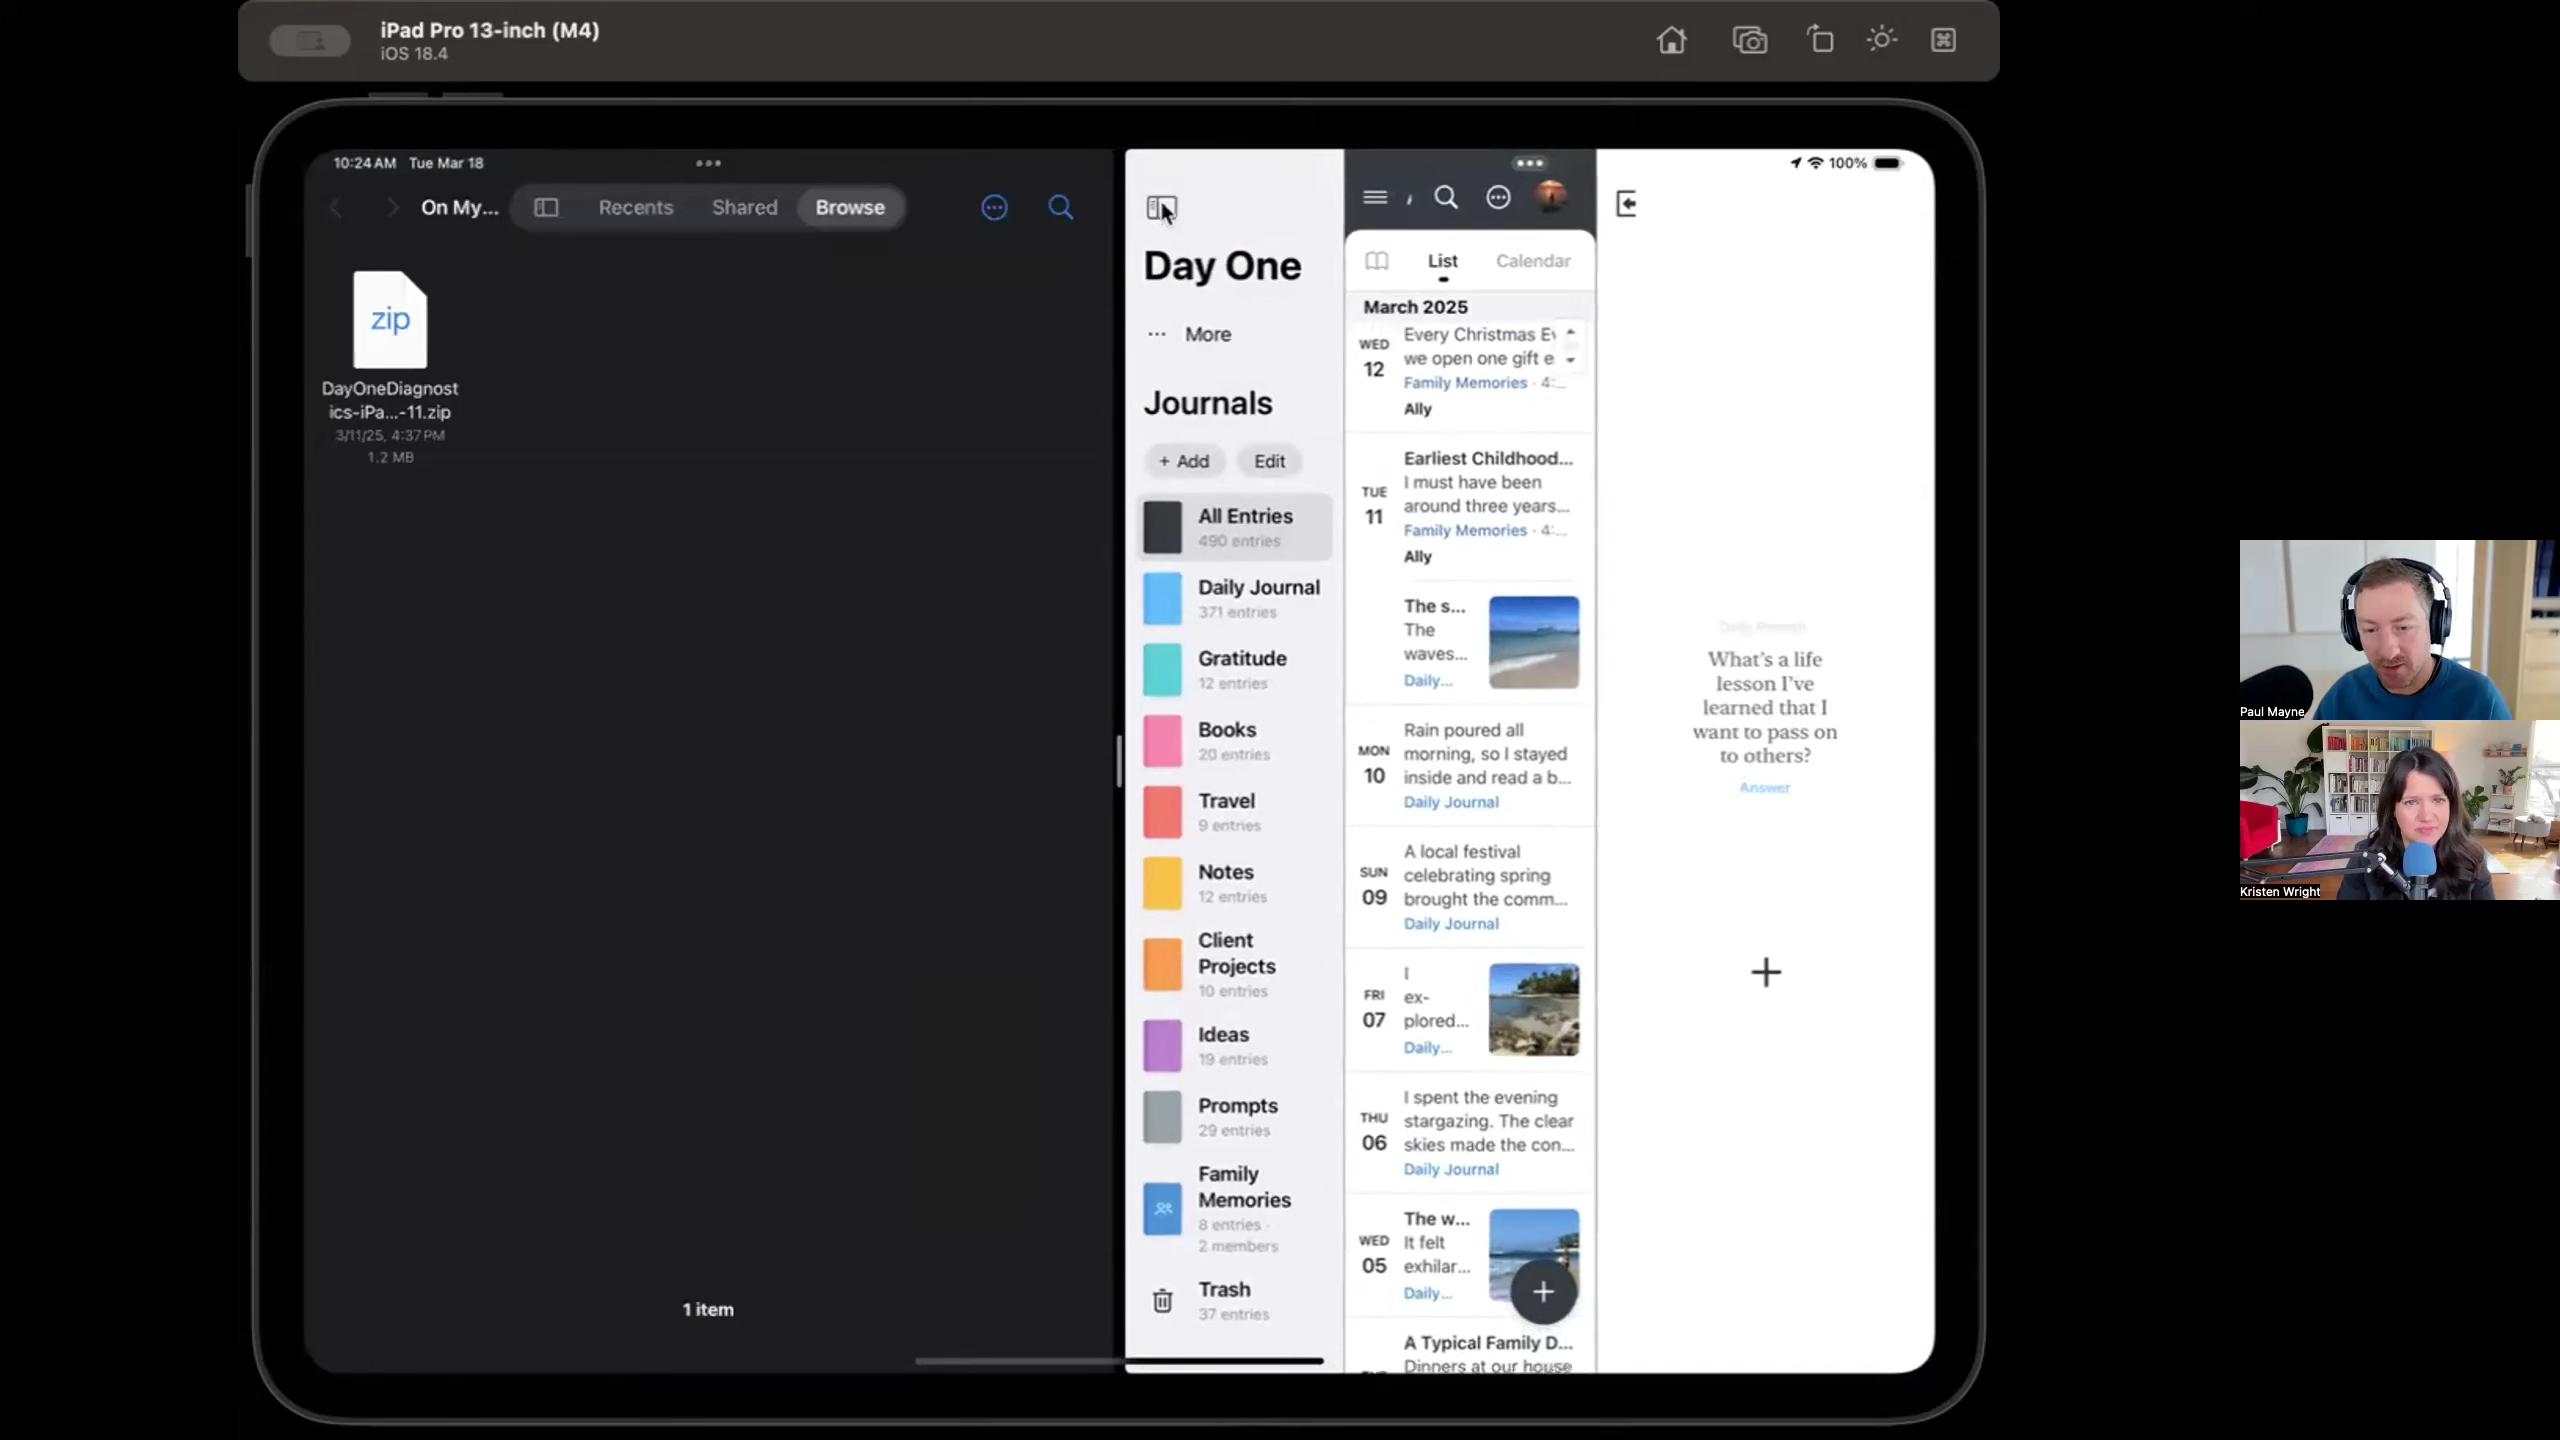 iPad Pro 13-inch (M4)
iOS 18.4
10:24 AM Tue Mar 18
On My...
Recents
Shared
Browse
zip
DayOneDiagnost
ics-iPa...-11.zip
3/11/25, 4:37 PM
1.2 MB
1 item
Day One
More
Journals
+ Add
Edit
All Entries
490 entries
Daily Journal
371 entries
Gratitude
12 entries
Books
20 entries
Travel
9 entries
Notes
12 entries
Client
Projects
10 entries
Ideas
19 entries
Prompts
29 entries
Family
Memories
8 entries ·
2 members
Trash
37 entries
List
Calendar
March 2025
WED
12
Every Christmas Ev
we open one gift e
Family Memories · 4:...
Ally
TUE
11
Earliest Childhood...
I must have been
around three years...
Family Memories · 4:...
Ally
The s...
The
waves...
Daily...
MON
10
Rain poured all
morning, so I stayed
inside and read a b...
Daily Journal
SUN
09
A local festival
celebrating spring
brought the comm...
Daily Journal
FRI
07
I
ex-
plored...
Daily...
THU
06
I spent the evening
stargazing. The clear
skies made the con...
Daily Journal
WED
05
The w...
It felt
exhilar...
Daily...
A Typical Family D...
Dinners at our house
100%
Daily Prompt
What's a life
lesson I've
learned that I
want to pass on
to others?
Answer
Paul Mayne
Kristen Wright